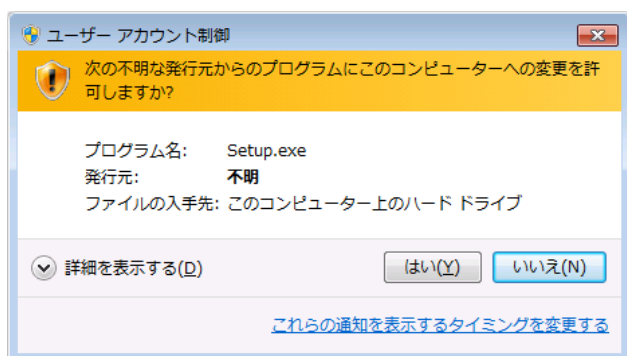 ユーザー アカウント制御
次の不明な発行元からのプログラムにこのコンピューターへの変更を許
可しますか?
プログラム名: Setup.exe
発行元: 不明
ファイルの入手先: このコンピューター上のハード ドライブ
詳細を表示する(D) はい(Y) いいえ(N)
これらの通知を表示するタイミングを変更する